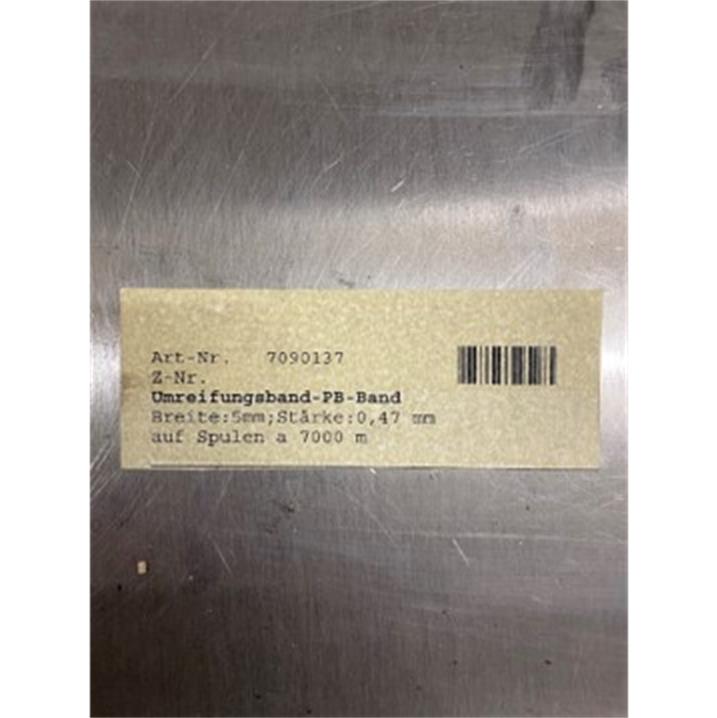 Art-Nr. 7090137
Z-Nr.
Umreifungsband-PB-Band
Breite:5mm;Stärke:0,47 mm
auf Spulen a 7000 m